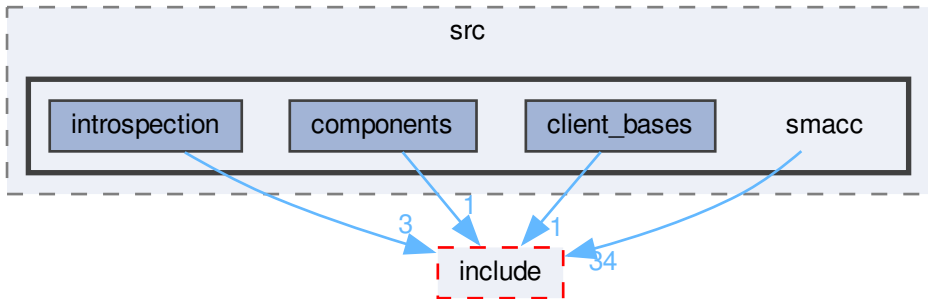 src
introspection
components
client_bases
smacc
3
1
1
34
include